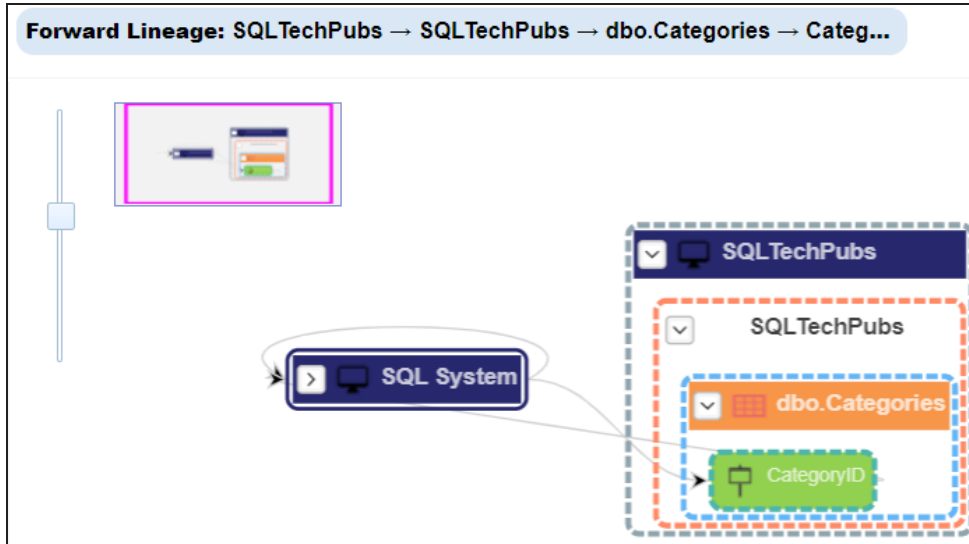 Forward Lineage: SQLTechPubs → SQLTechPubs → dbo.Categories → Categ...
SQLTechPubs
SQLTechPubs
SQL System
dbo.Categories
CategoryID